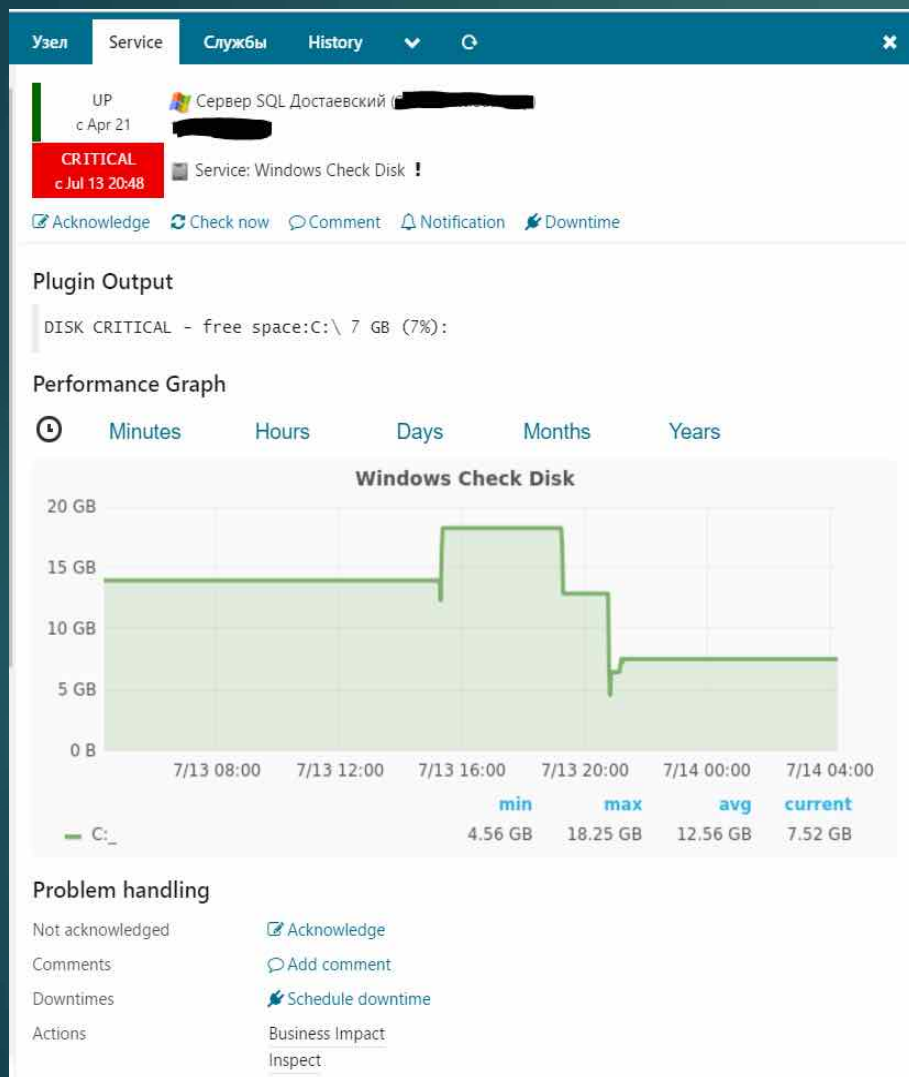 Узел Service Службы History
UP
с Apr 21
Сервер SQL Достаевский (
CRITICAL
с Jul 13 20:48
Service: Windows Check Disk !
Acknowledge Check now Comment Notification Downtime
Plugin Output
DISK CRITICAL - free space:C:\ 7 GB (7%):
Performance Graph
Minutes Hours Days Months Years
Windows Check Disk
20 GB
15 GB
10 GB
5 GB
0 B
7/13 08:00 7/13 12:00 7/13 16:00 7/13 20:00 7/14 00:00 7/14 04:00
min max avg current
C:_ 4.56 GB 18.25 GB 12.56 GB 7.52 GB
Problem handling
Not acknowledged Acknowledge
Comments Add comment
Downtimes Schedule downtime
Actions Business Impact
Inspect